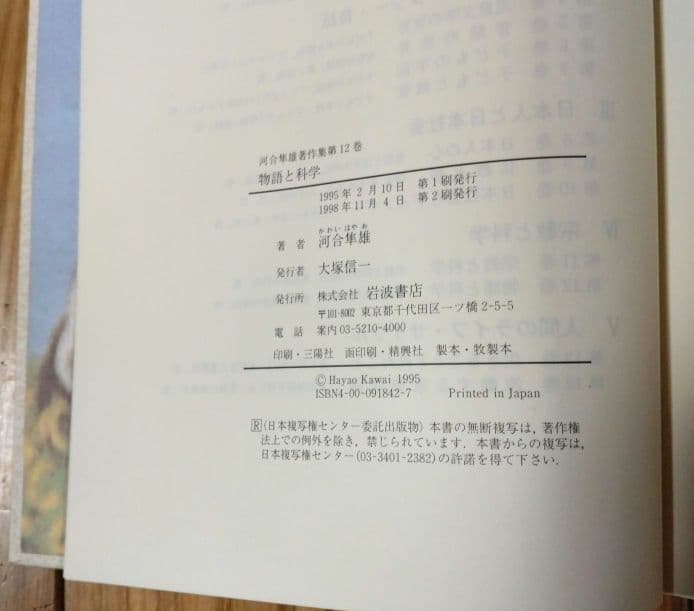 河合隼雄著作集第12巻
物語と科学
1995年2月10日 第1刷発行
1998年11月4日 第2刷発行
かわい はやお
著者 河合隼雄
発行者 大塚信一
発行所 株式会社 岩波書店
〒101-8002 東京都千代田区一ツ橋2-5-5
電話 案内03-5210-4000
印刷・三陽社 函印刷・精興社 製本・牧製本
© Hayao Kawai 1995
ISBN4-00-091842-7 Printed in Japan
Ⓡ〈日本複写権センター委託出版物〉本書の無断複写は,著作権
法上での例外を除き,禁じられています.本書からの複写は,
日本複写権センター(03-3401-2382)の許諾を得て下さい.